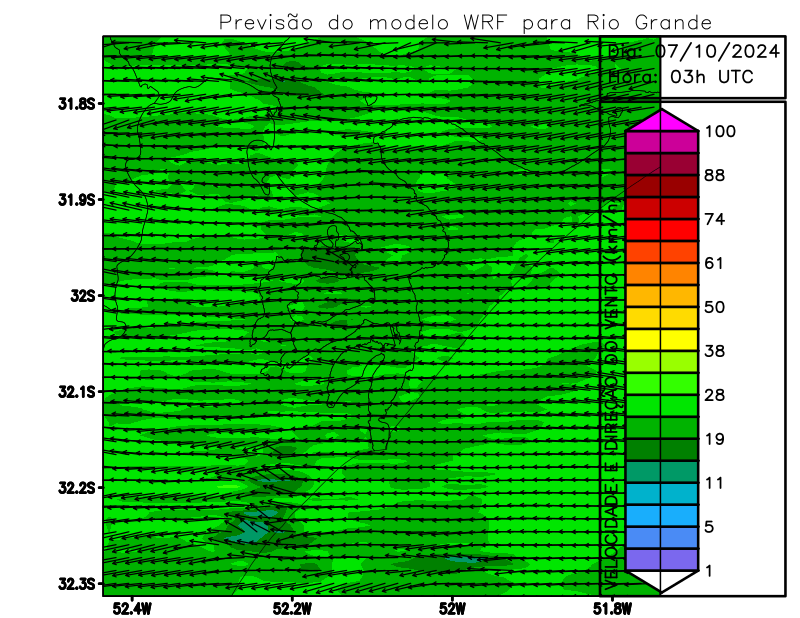 Previsão do modelo WRF para Rio Grande
Dia: 07/10/2024
Hora: 03h UTC
31.8S
31.9S
32S
32.1S
32.2S
32.3S
52.4W
52.2W
52W
51.8W
VELOCIDADE E DIREÇÃO DO VENTO (km/h)
100
88
74
61
50
38
28
19
11
5
1